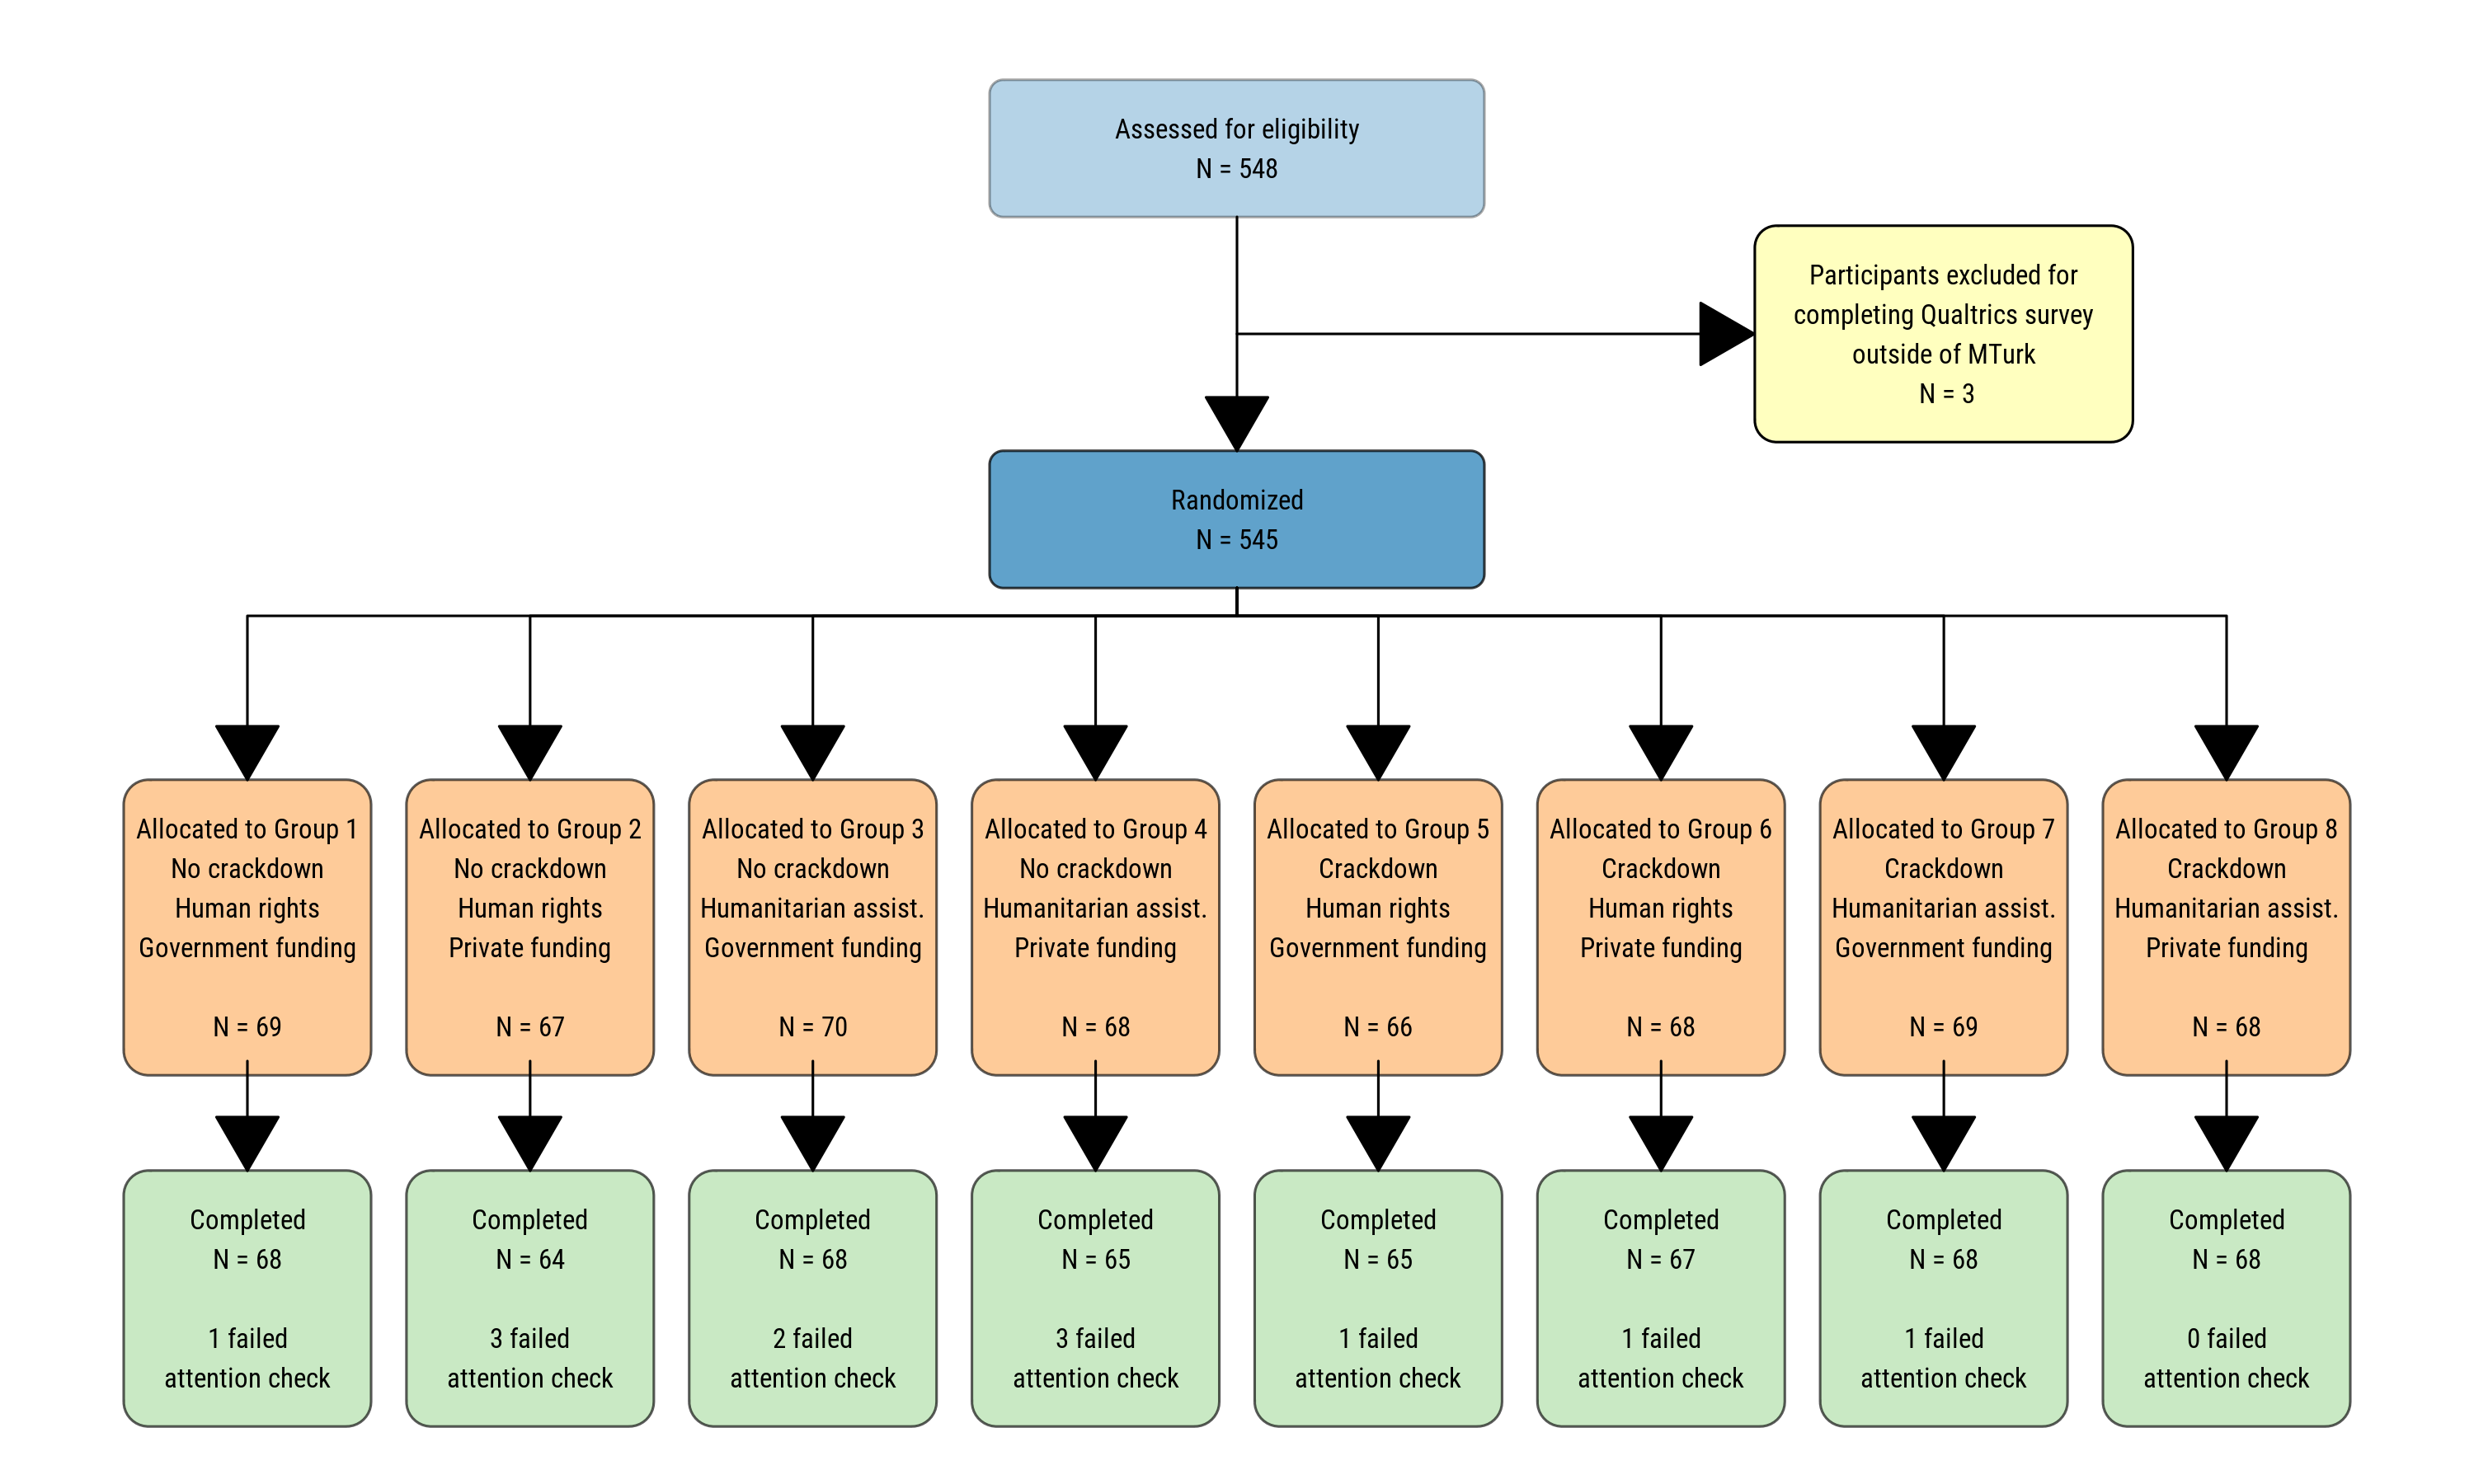 Assessed for eligibility
N = 548
Participants excluded for
completing Qualtrics survey
outside of MTurk
N = 3
Randomized
N = 545
Allocated to Group 1
No crackdown
Human rights
Government funding
N = 69
Allocated to Group 2
No crackdown
Human rights
Private funding
N = 67
Allocated to Group 3
No crackdown
Humanitarian assist.
Government funding
N = 70
Allocated to Group 4
No crackdown
Humanitarian assist.
Private funding
N = 68
Allocated to Group 5
Crackdown
Human rights
Government funding
N = 66
Allocated to Group 6
Crackdown
Human rights
Private funding
N = 68
Allocated to Group 7
Crackdown
Humanitarian assist.
Government funding
N = 69
Allocated to Group 8
Crackdown
Humanitarian assist.
Private funding
N = 68
Completed
N = 68
1 failed
attention check
Completed
N = 64
3 failed
attention check
Completed
N = 68
2 failed
attention check
Completed
N = 65
3 failed
attention check
Completed
N = 65
1 failed
attention check
Completed
N = 67
1 failed
attention check
Completed
N = 68
1 failed
attention check
Completed
N = 68
0 failed
attention check